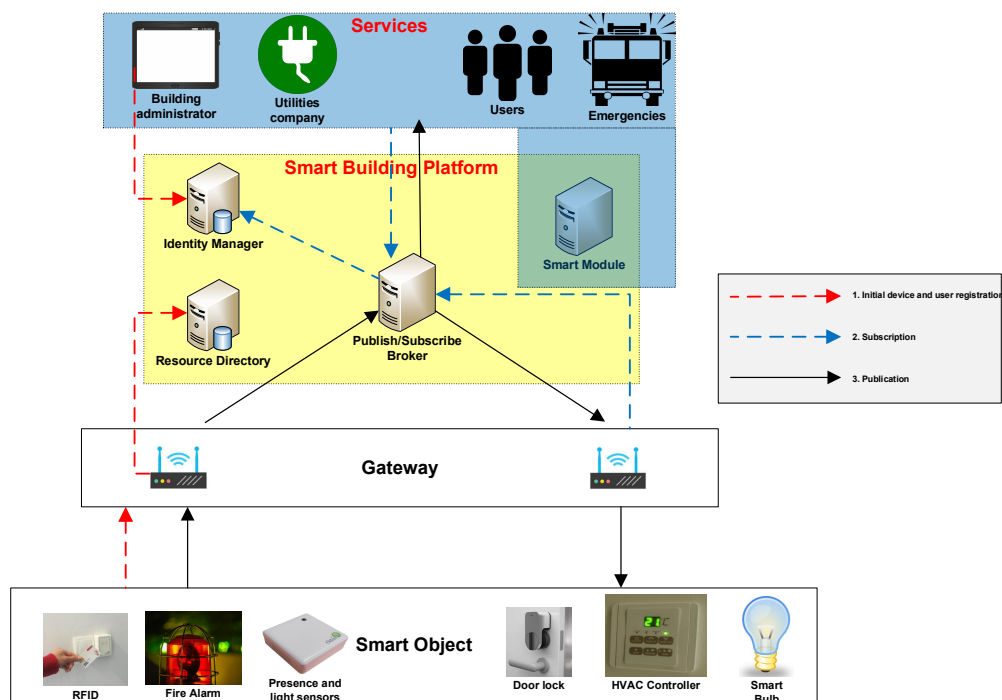 Services
Building
administrator
Utilities
company
Users
Emergencies
Smart Building Platform
Identity Manager
Smart Module
Resource Directory
Publish/Subscribe
Broker
1. Initial device and user registration
2. Subscription
3. Publication
Gateway
Smart Object
RFID
Fire Alarm
Presence and
light sensors
Door lock
HVAC Controller
Smart
Bulb